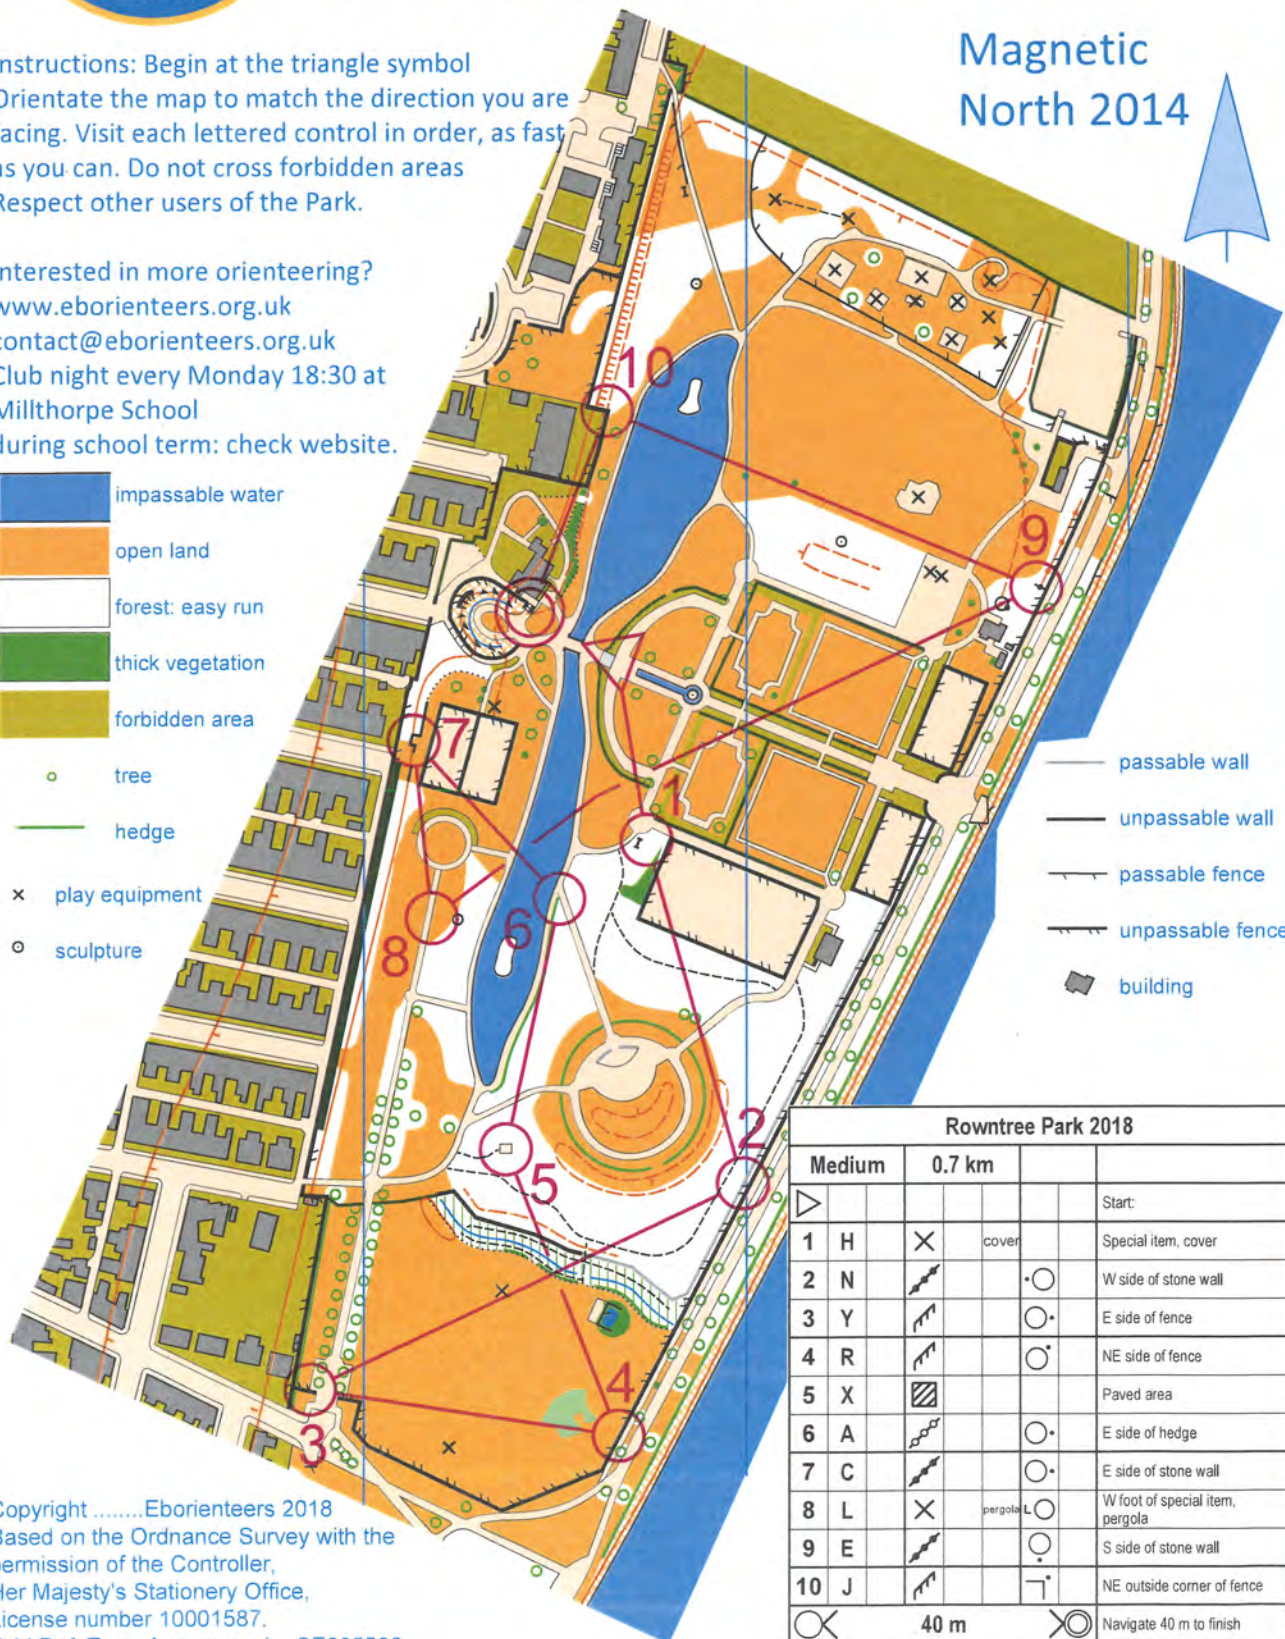 Magnetic
North 2014
nstructions: Begin at the triangle symbol
Orientate the map to match the direction you are
facing. Visit each lettered control in order, as fast
as you can. Do not cross forbidden areas
Respect other users of the Park.
nterested in more orienteering?
www.eborienteers.org.uk
contact@eborienteers.org.uk
Club night every Monday 18:30 at
Millthorpe School
during school term: check website.
impassable water
open land
forest: easy run
thick vegetation
forbidden area
tree
hedge
play equipment
sculpture
passable wall
unpassable wall
passable fence
unpassable fence
building
10
9
7
1
6
8
2
5
4
3
Rowntree Park 2018
Medium 0.7 km
Start:
1 H cover Special item, cover
2 N W side of stone wall
3 Y E side of fence
4 R NE side of fence
5 X Paved area
6 A E side of hedge
7 C E side of stone wall
8 L pergola L W foot of special item, pergola
9 E S side of stone wall
10 J NE outside corner of fence
40 m Navigate 40 m to finish
Copyright ........Eborienteers 2018
Based on the Ordnance Survey with the
permission of the Controller,
Her Majesty's Stationery Office,
License number 10001587.